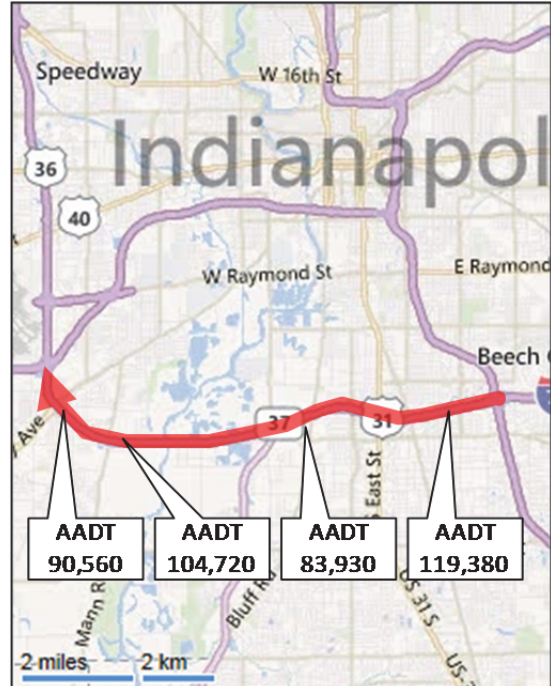 Speedway
W 16th St
Indianapol
36
40
W Raymond St
E Raymond
Beech
37
31
Ave
S East St
AADT
90,560
AADT
104,720
AADT
83,930
AADT
119,380
Mann R
Bluff Rd
US 31 S
US-
2 miles
2 km